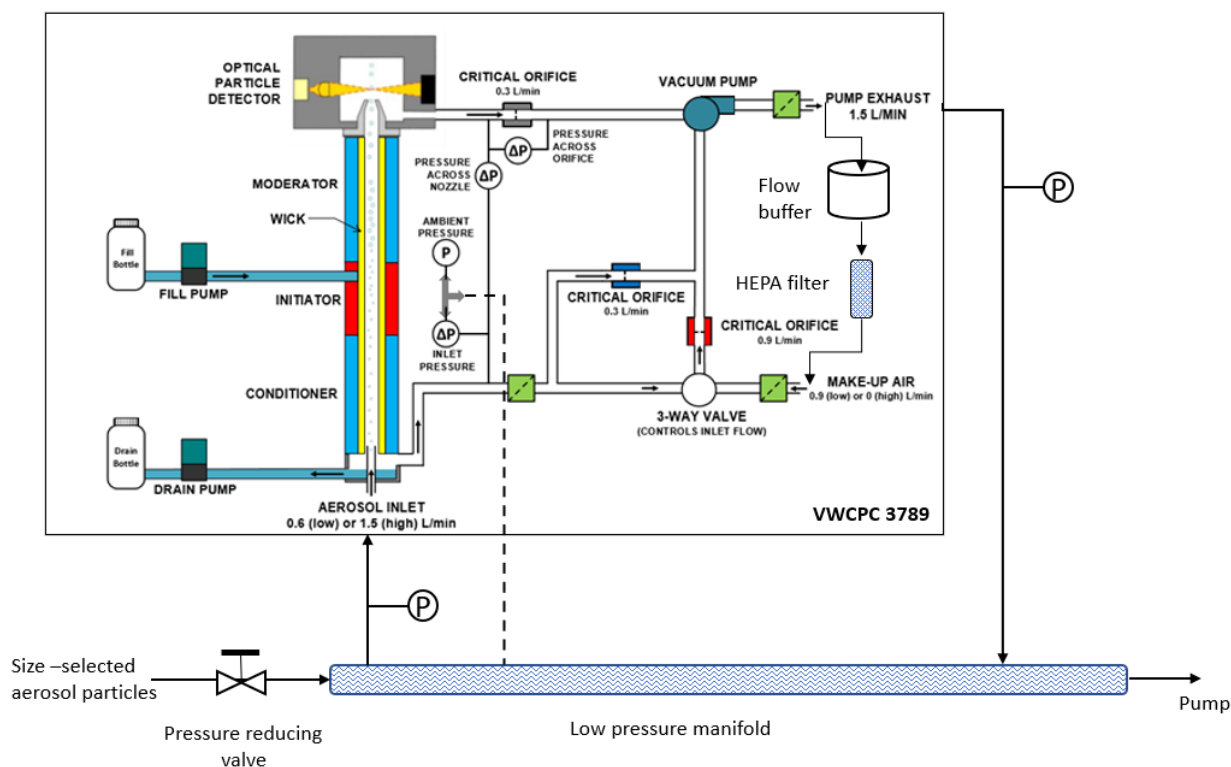 OPTICAL
PARTICLE
DETECTOR
CRITICAL ORIFICE
0.3 L/min
VACUUM PUMP
PUMP EXHAUST
1.5 L/MIN
PRESSURE
ACROSS
ORIFICE
ΔP
PRESSURE
ACROSS
NOZZLE
ΔP
MODERATOR
WICK
AMBIENT
PRESSURE
P
Flow
buffer
P
Fill
Bottle
FILL PUMP
INITIATOR
CRITICAL ORIFICE
0.3 L/min
HEPA filter
ΔP
INLET
PRESSURE
CRITICAL ORIFICE
0.9 L/min
CONDITIONER
MAKE-UP AIR
0.9 (low) or 0 (high) L/min
3-WAY VALVE
(CONTROLS INLET FLOW)
Drain
Bottle
DRAIN PUMP
AEROSOL INLET
0.6 (low) or 1.5 (high) L/min
VWCPC 3789
P
Size –selected
aerosol particles
Pressure reducing
valve
Low pressure manifold
Pump